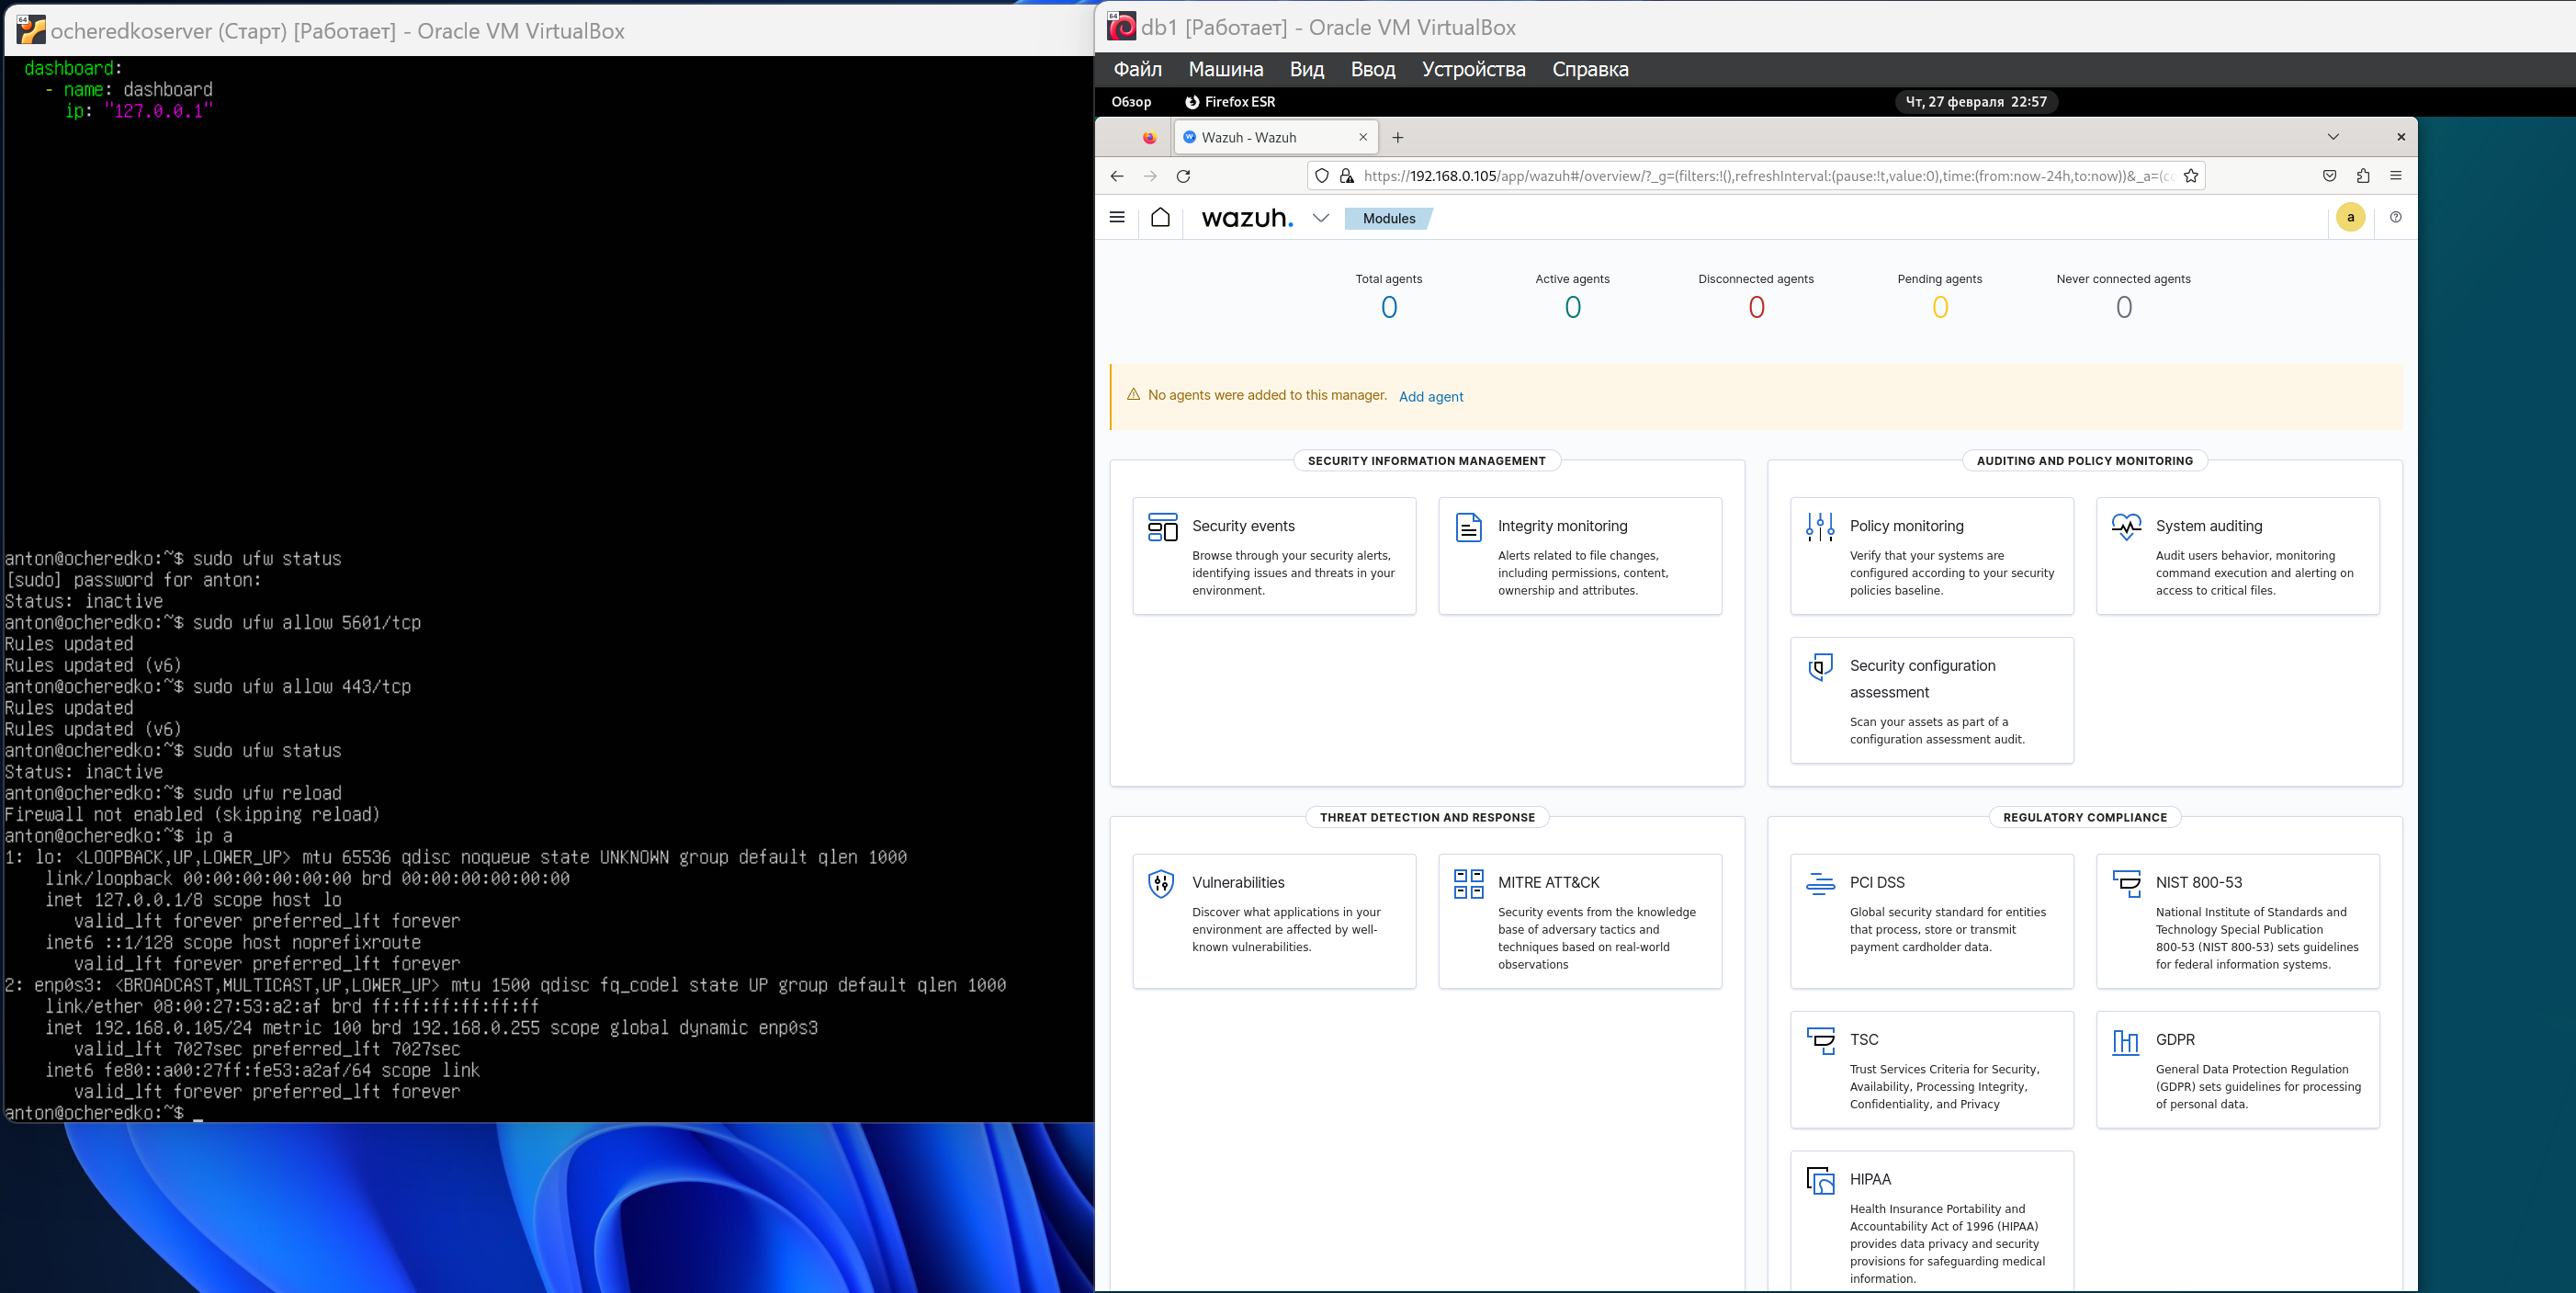 ocheredkoserver (Старт) [Работает] - Oracle VM VirtualBox
dashboard:
- name: dashboard
ip: "127.0.0.1"
anton@ocheredko:~$ sudo ufw status
[sudo] password for anton:
Status: inactive
anton@ocheredko:~$ sudo ufw allow 5601/tcp
Rules updated
Rules updated (v6)
anton@ocheredko:~$ sudo ufw allow 443/tcp
Rules updated
Rules updated (v6)
anton@ocheredko:~$ sudo ufw status
Status: inactive
anton@ocheredko:~$ sudo ufw reload
Firewall not enabled (skipping reload)
anton@ocheredko:~$ ip a
1: lo: <LOOPBACK,UP,LOWER_UP> mtu 65536 qdisc noqueue state UNKNOWN group default qlen 1000
link/loopback 00:00:00:00:00:00 brd 00:00:00:00:00:00
inet 127.0.0.1/8 scope host lo
valid_lft forever preferred_lft forever
inet6 ::1/128 scope host noprefixroute
valid_lft forever preferred_lft forever
2: enp0s3: <BROADCAST,MULTICAST,UP,LOWER_UP> mtu 1500 qdisc fq_codel state UP group default qlen 1000
link/ether 08:00:27:53:a2:af brd ff:ff:ff:ff:ff:ff
inet 192.168.0.105/24 metric 100 brd 192.168.0.255 scope global dynamic enp0s3
valid_lft 7027sec preferred_lft 7027sec
inet6 fe80::a00:27ff:fe53:a2af/64 scope link
valid_lft forever preferred_lft forever
anton@ocheredko:~$ _
db1 [Работает] - Oracle VM VirtualBox
Файл Машина Вид Ввод Устройства Справка
Обзор Firefox ESR Чт, 27 февраля 22:57
Wazuh - Wazuh
https://192.168.0.105/app/wazuh#/overview/?_g=(filters:!(),refreshInterval:(pause:!t,value:0),time:(from:now-24h,to:now))&_a=(co
wazuh. Modules a
Total agents Active agents Disconnected agents Pending agents Never connected agents
0 0 0 0 0
No agents were added to this manager. Add agent
SECURITY INFORMATION MANAGEMENT
Security events
Browse through your security alerts,
identifying issues and threats in your
environment.
Integrity monitoring
Alerts related to file changes,
including permissions, content,
ownership and attributes.
AUDITING AND POLICY MONITORING
Policy monitoring
Verify that your systems are
configured according to your security
policies baseline.
System auditing
Audit users behavior, monitoring
command execution and alerting on
access to critical files.
Security configuration
assessment
Scan your assets as part of a
configuration assessment audit.
THREAT DETECTION AND RESPONSE
Vulnerabilities
Discover what applications in your
environment are affected by well-
known vulnerabilities.
MITRE ATT&CK
Security events from the knowledge
base of adversary tactics and
techniques based on real-world
observations
REGULATORY COMPLIANCE
PCI DSS
Global security standard for entities
that process, store or transmit
payment cardholder data.
NIST 800-53
National Institute of Standards and
Technology Special Publication
800-53 (NIST 800-53) sets guidelines
for federal information systems.
TSC
Trust Services Criteria for Security,
Availability, Processing Integrity,
Confidentiality, and Privacy
GDPR
General Data Protection Regulation
(GDPR) sets guidelines for processing
of personal data.
HIPAA
Health Insurance Portability and
Accountability Act of 1996 (HIPAA)
provides data privacy and security
provisions for safeguarding medical
information.